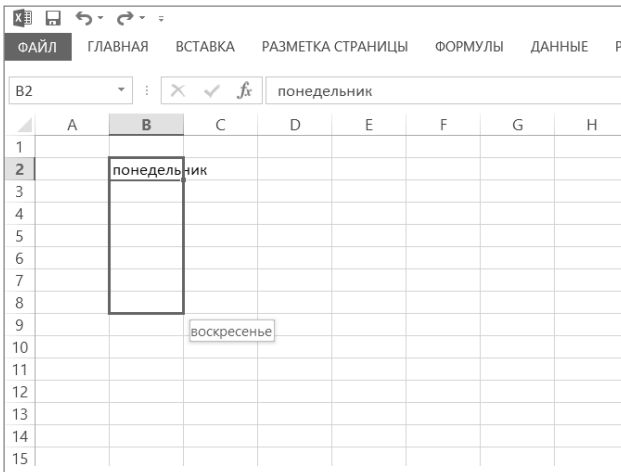 ФАЙЛ ГЛАВНАЯ ВСТАВКА РАЗМЕТКА СТРАНИЦЫ ФОРМУЛЫ ДАННЫЕ Р
B2 fx понедельник
A B C D E F G H
1
2 понедельник
3
4
5
6
7
8
9 воскресенье
10
11
12
13
14
15